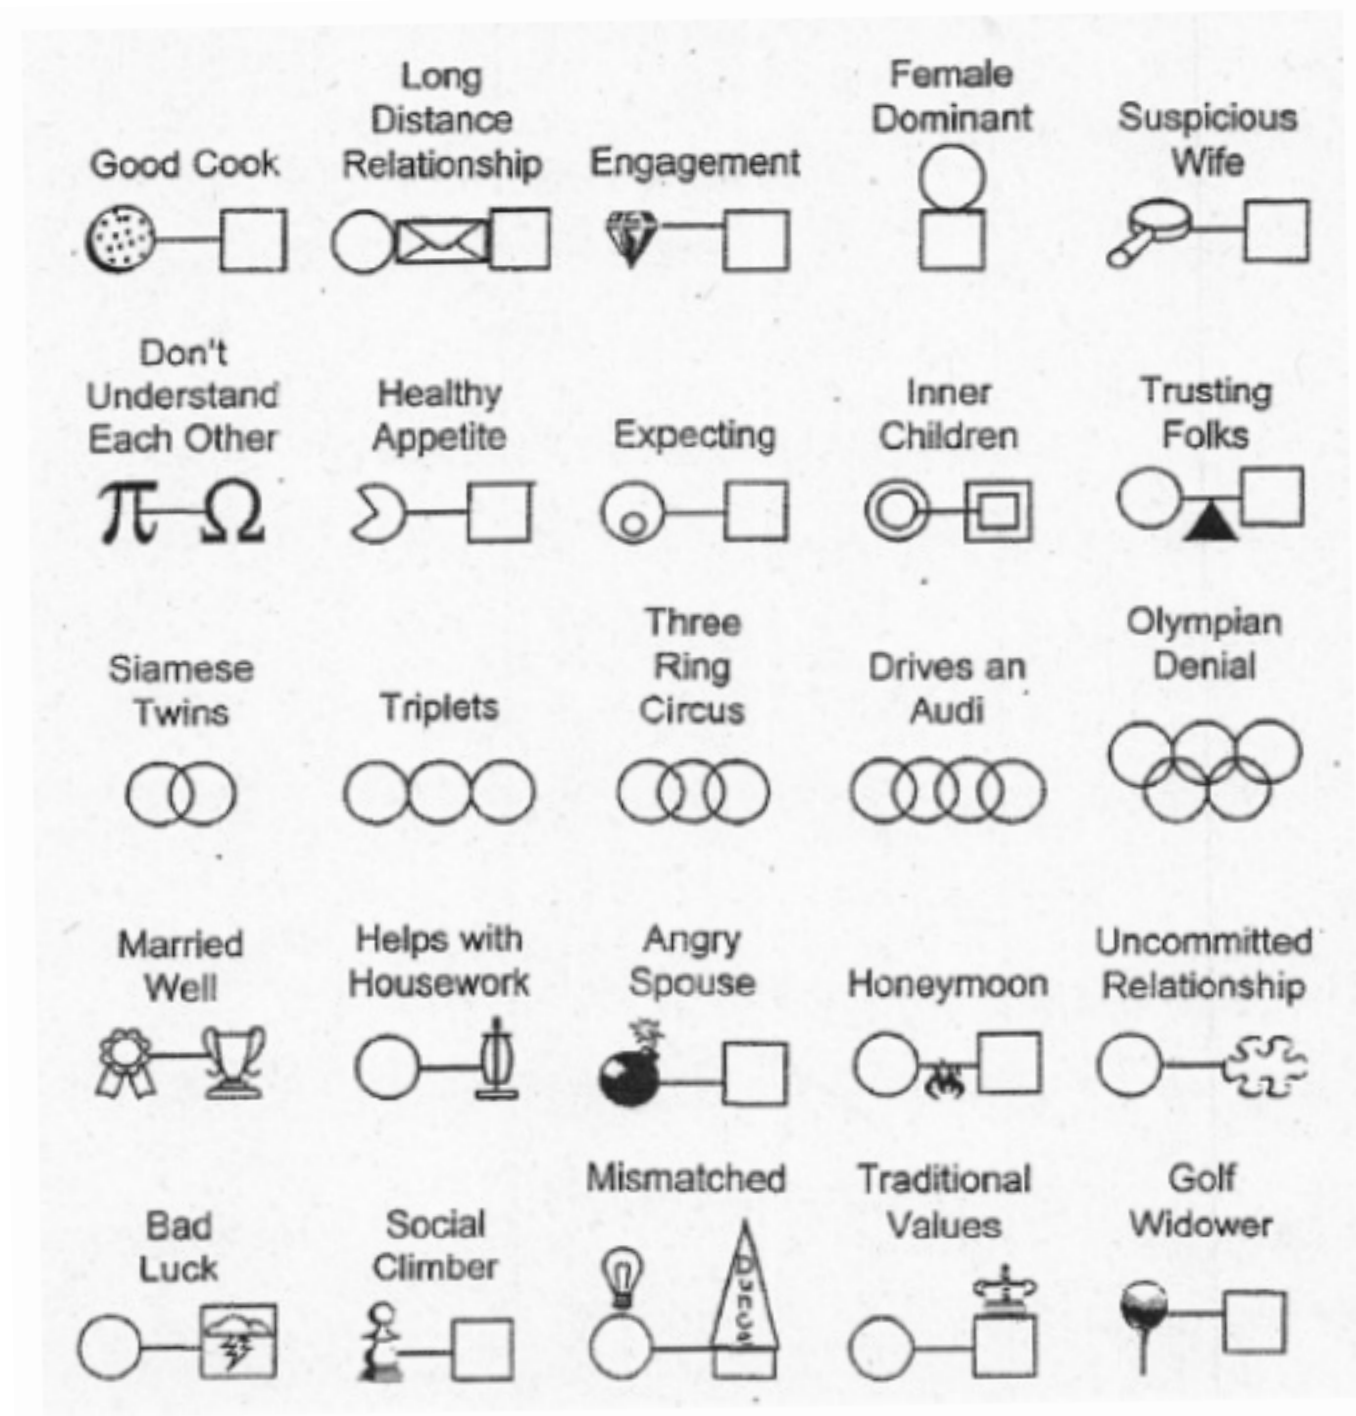 Good Cook
Long
Distance
Relationship
Engagement
Female
Dominant
Suspicious
Wife
Don't
Understand
Each Other
π Ω
Healthy
Appetite
Expecting
Inner
Children
Trusting
Folks
Siamese
Twins
Triplets
Three
Ring
Circus
Drives an
Audi
Olympian
Denial
Married
Well
Helps with
Housework
Angry
Spouse
Honeymoon
Uncommitted
Relationship
Bad
Luck
Social
Climber
Mismatched
Traditional
Values
Golf
Widower